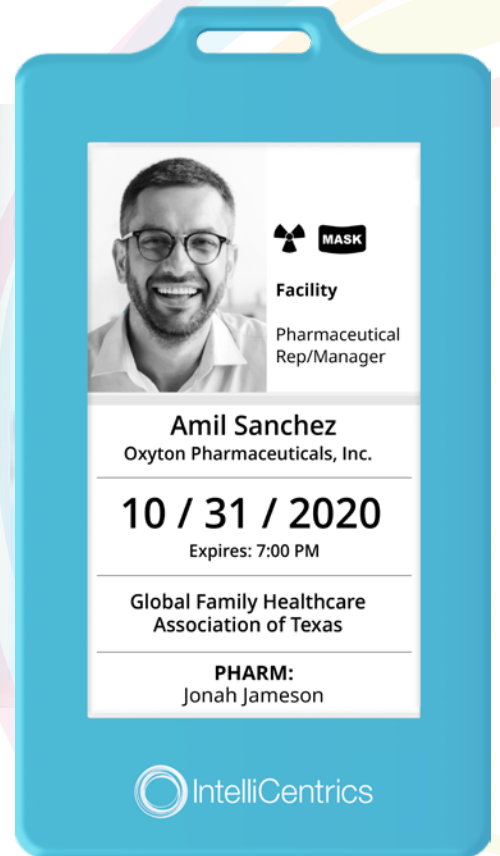 MASK
Facility
Pharmaceutical
Rep/Manager
Amil Sanchez
Oxyton Pharmaceuticals, Inc.
10 / 31 / 2020
Expires: 7:00 PM
Global Family Healthcare
Association of Texas
PHARM:
Jonah Jameson
IntelliCentrics